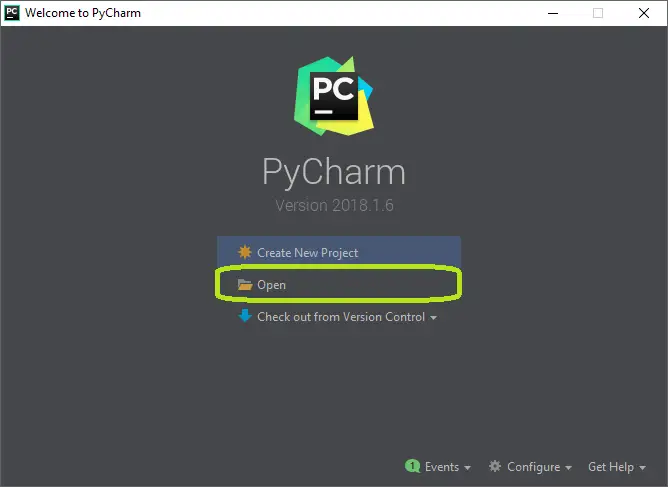 PC Welcome to PyCharm
PC
PyCharm
Version 2018.1.6
Create New Project
Open
Check out from Version Control
1 Events Configure Get Help